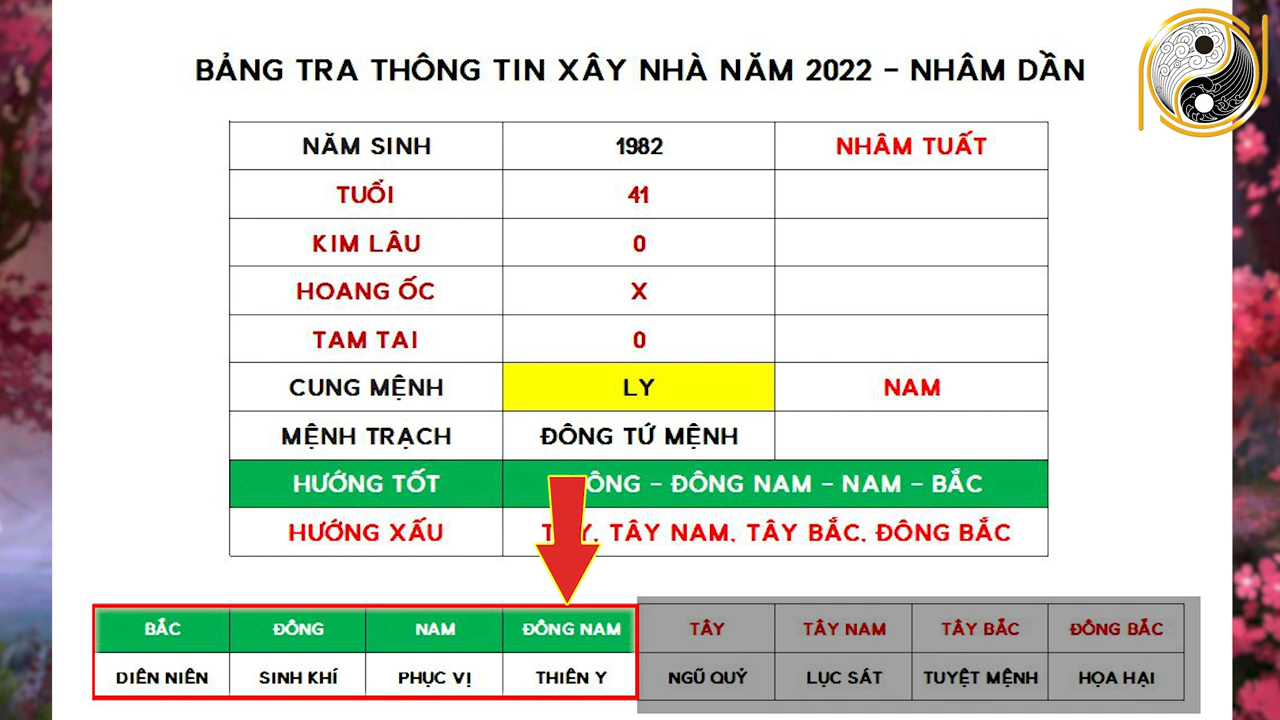 BẢNG TRA THÔNG TIN XÂY NHÀ NĂM 2022 - NHÂM DẦN
NĂM SINH 1982 NHÂM TUẤT
TUỔI 41
KIM LÂU 0
HOANG ỐC X
TAM TAI 0
CUNG MỆNH LY NAM
MỆNH TRẠCH ĐÔNG TỨ MỆNH
HƯỚNG TỐT - ĐÔNG NAM - NAM - BẮC
HƯỚNG XẤU TÂY NAM, TÂY BẮC, ĐÔNG BẮC
BẮC ĐÔNG NAM ĐÔNG NAM TÂY TÂY NAM TÂY BẮC ĐÔNG BẮC
DIÊN NIÊN SINH KHÍ PHỤC VỊ THIÊN Y NGŨ QUỶ LỤC SÁT TUYỆT MỆNH HỌA HẠI